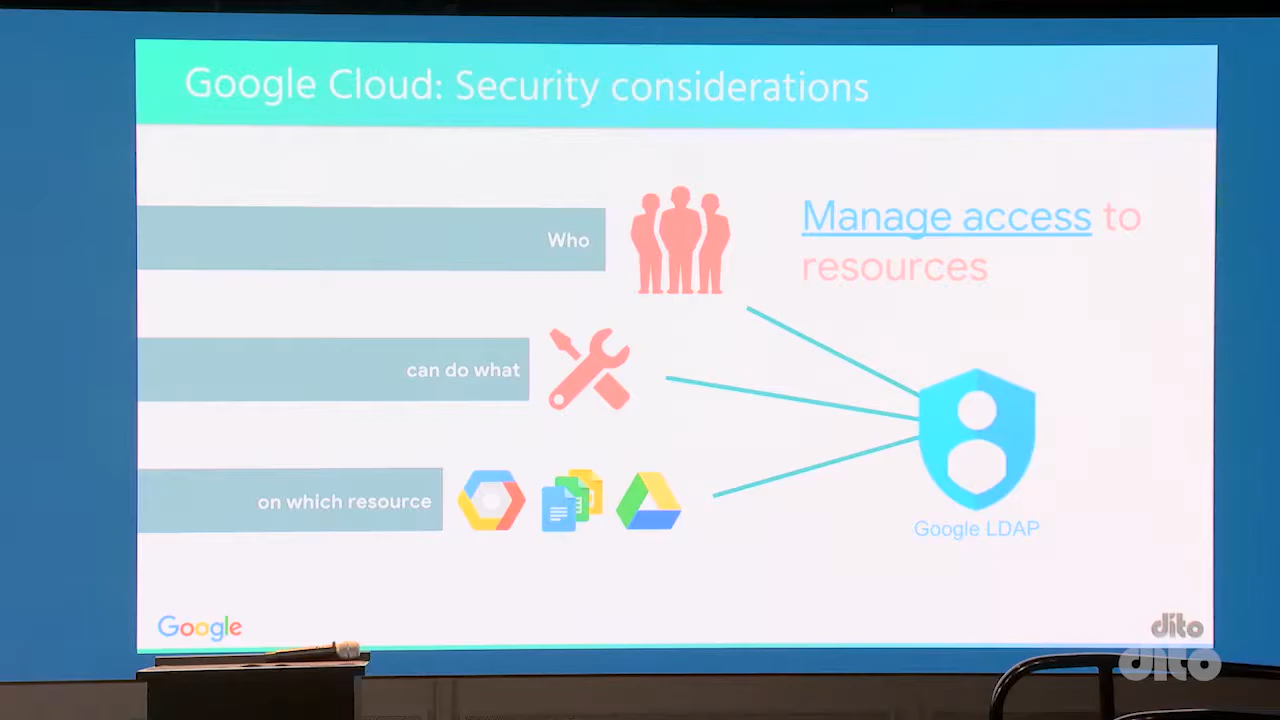 Google Cloud: Security considerations
Who
Manage access to
resources
can do what
on which resource
Google LDAP
Google
dito
dito